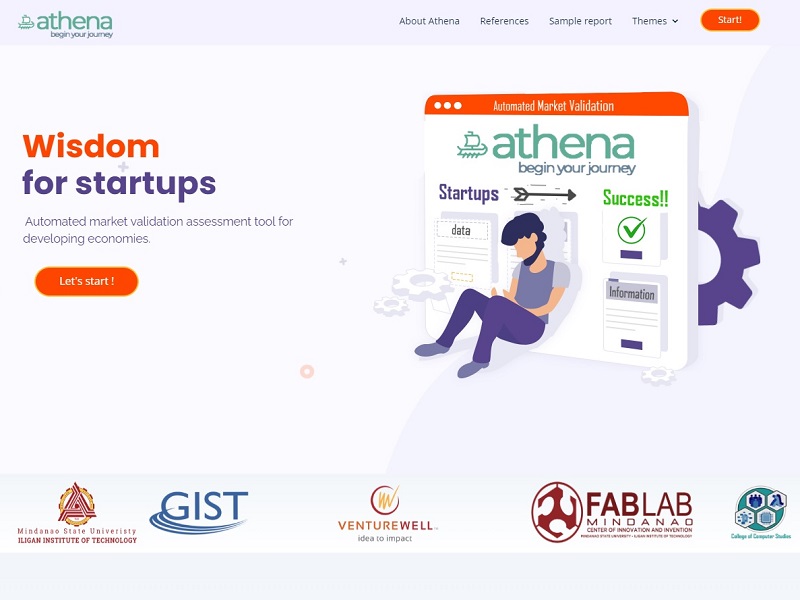 athena
begin your journey
About Athena
References
Sample report
Themes
Start!
Wisdom
for startups
Automated market validation assessment tool for
developing economies.
Let's start !
Automated Market Validation
athena
begin your journey
Startups
Success!!
data
Information
Mindanao State Univeristy
ILIGAN INSTITUTE OF TECHNOLOGY
GIST
VENTUREWELL
idea to impact
FABLAB
MINDANAO
CENTER OF INNOVATION AND INVENTION
MINDANAO STATE UNIVERSITY • ILIGAN INSTITUTE OF TECHNOLOGY
College of Computer Studies